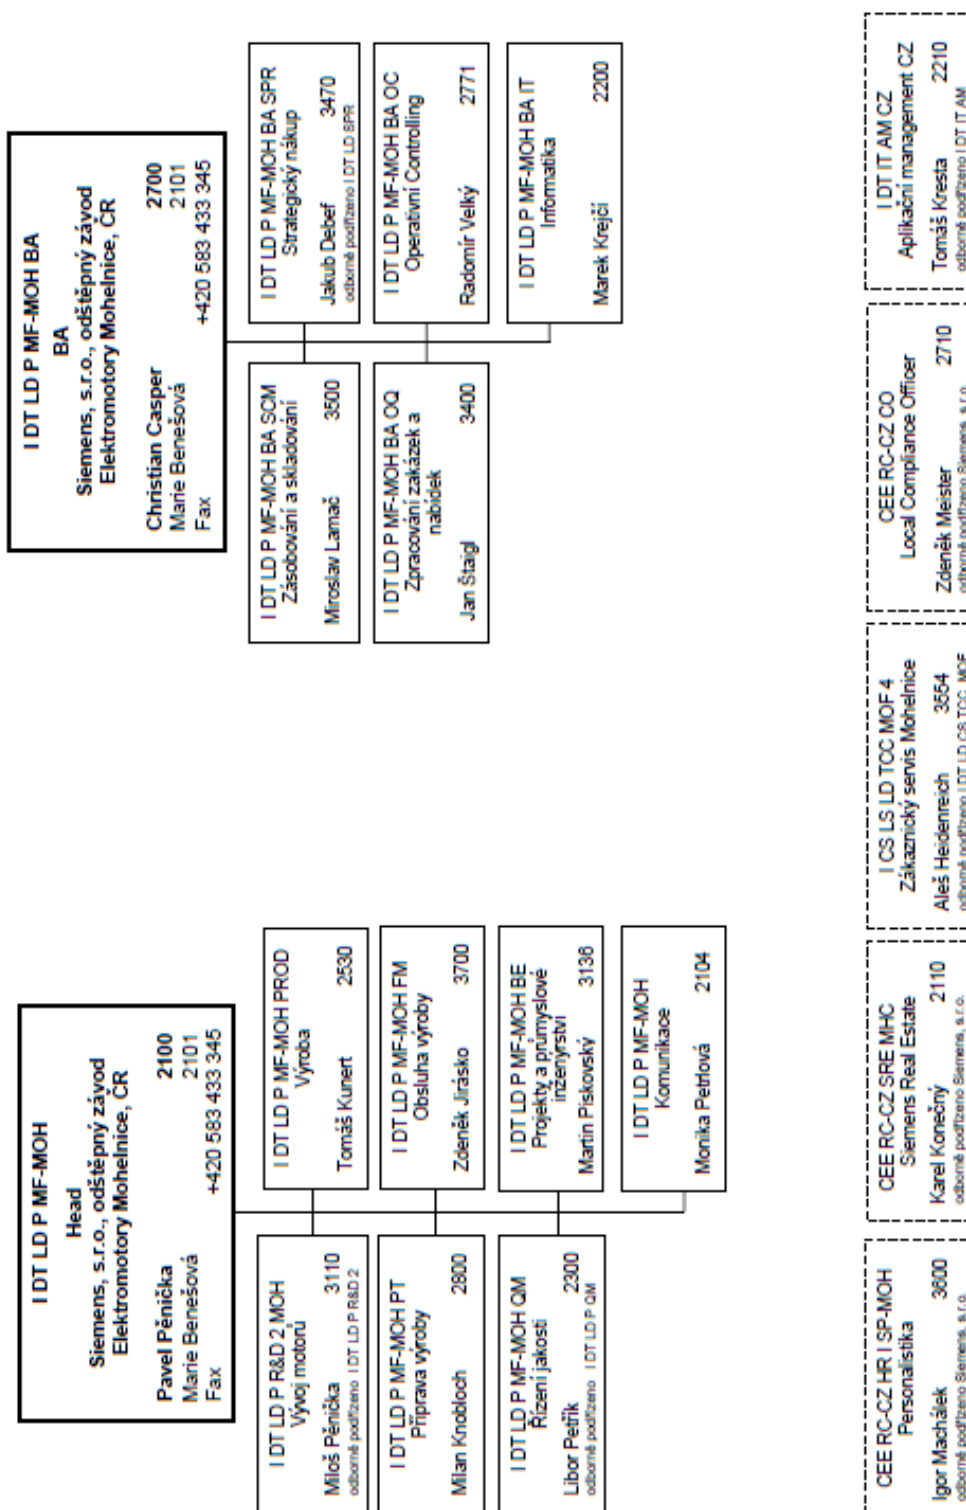 I DT LD P MF-MOH
Head
Siemens, s.r.o., odštěpný závod
Elektromotory Mohelnice, ČR
Pavel Pěnička 2100
Marie Benešová 2101
Fax +420 583 433 345
I DT LD P R&D 2 MOH
Vývoj motorů
Miloš Pěnička 3110
odborně podřízeno I DT LD P R&D 2
I DT LD P MF-MOH PROD
Výroba
Tomáš Kunert 2530
I DT LD P MF-MOH PT
Příprava výroby
Milan Knobloch 2800
I DT LD P MF-MOH FM
Obsluha výroby
Zdeněk Jirásko 3700
I DT LD P MF-MOH QM
Řízení jakosti
Libor Petřík 2300
odborně podřízeno I DT LD P QM
I DT LD P MF-MOH BE
Projekty a průmyslové
inženýrství
Martin Pískovský 3136
I DT LD P MF-MOH
Komunikace
Monika Petrlová 2104
I DT LD P MF-MOH BA
BA
Siemens, s.r.o., odštěpný závod
Elektromotory Mohelnice, ČR
Christian Casper 2700
Marie Benešová 2101
Fax +420 583 433 345
I DT LD P MF-MOH BA SCM
Zásobování a skladování
Miroslav Lamač 3500
I DT LD P MF-MOH BA SPR
Strategický nákup
Jakub Debef 3470
odborně podřízeno I DT LD SPR
I DT LD P MF-MOH BA OQ
Zpracování zakázek a
nabídek
Jan Štaigl 3400
I DT LD P MF-MOH BA OC
Operativní Controlling
Radomír Velký 2771
I DT LD P MF-MOH BA IT
Informatika
Marek Krejčí 2200
CEE RC-CZ HR I SP-MOH
Personalistika
Igor Machálek 3600
odborně podřízeno Siemens, s.r.o.
CEE RC-CZ SRE MHC
Siemens Real Estate
Karel Konečný 2110
odborně podřízeno Siemens, s.r.o.
I CS LS LD TCC MOF 4
Zákaznický servis Mohelnice
Aleš Heidenreich 3554
odborně podřízeno I DT LD CS TCC MOF
CEE RC-CZ CO
Local Compliance Officer
Zdeněk Meister 2710
odborně podřízeno Siemens, s.r.o.
I DT IT AM CZ
Aplikační management CZ
Tomáš Kresta 2210
odborně podřízeno I DT IT AM